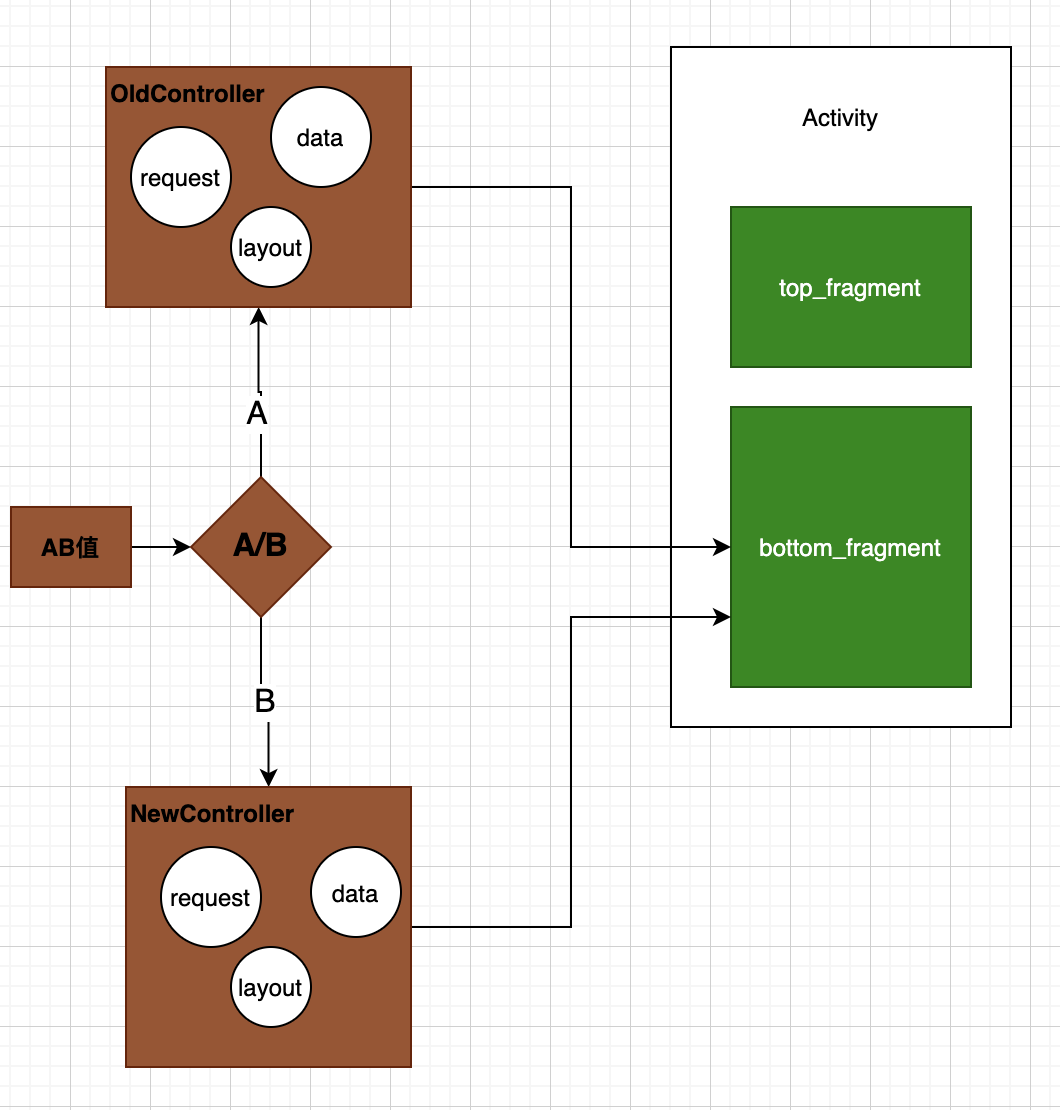 OldController
data
request
layout
A
AB值
A/B
B
NewController
request
data
layout
Activity
top_fragment
bottom_fragment